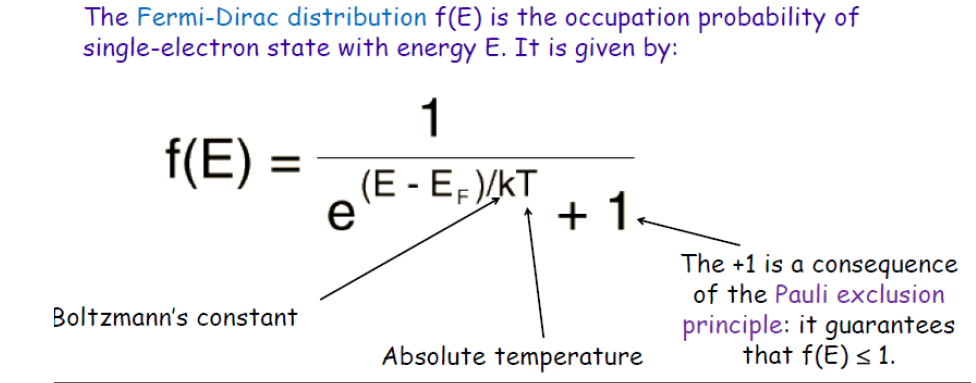 The Fermi-Dirac distribution f(E) is the occupation probability of
single-electron state with energy E. It is given by:
f(E) = 1 / (e^((E - E_F)/kT) + 1)
The +1 is a consequence
of the Pauli exclusion
principle: it guarantees
that f(E) ≤ 1.
Boltzmann's constant
Absolute temperature